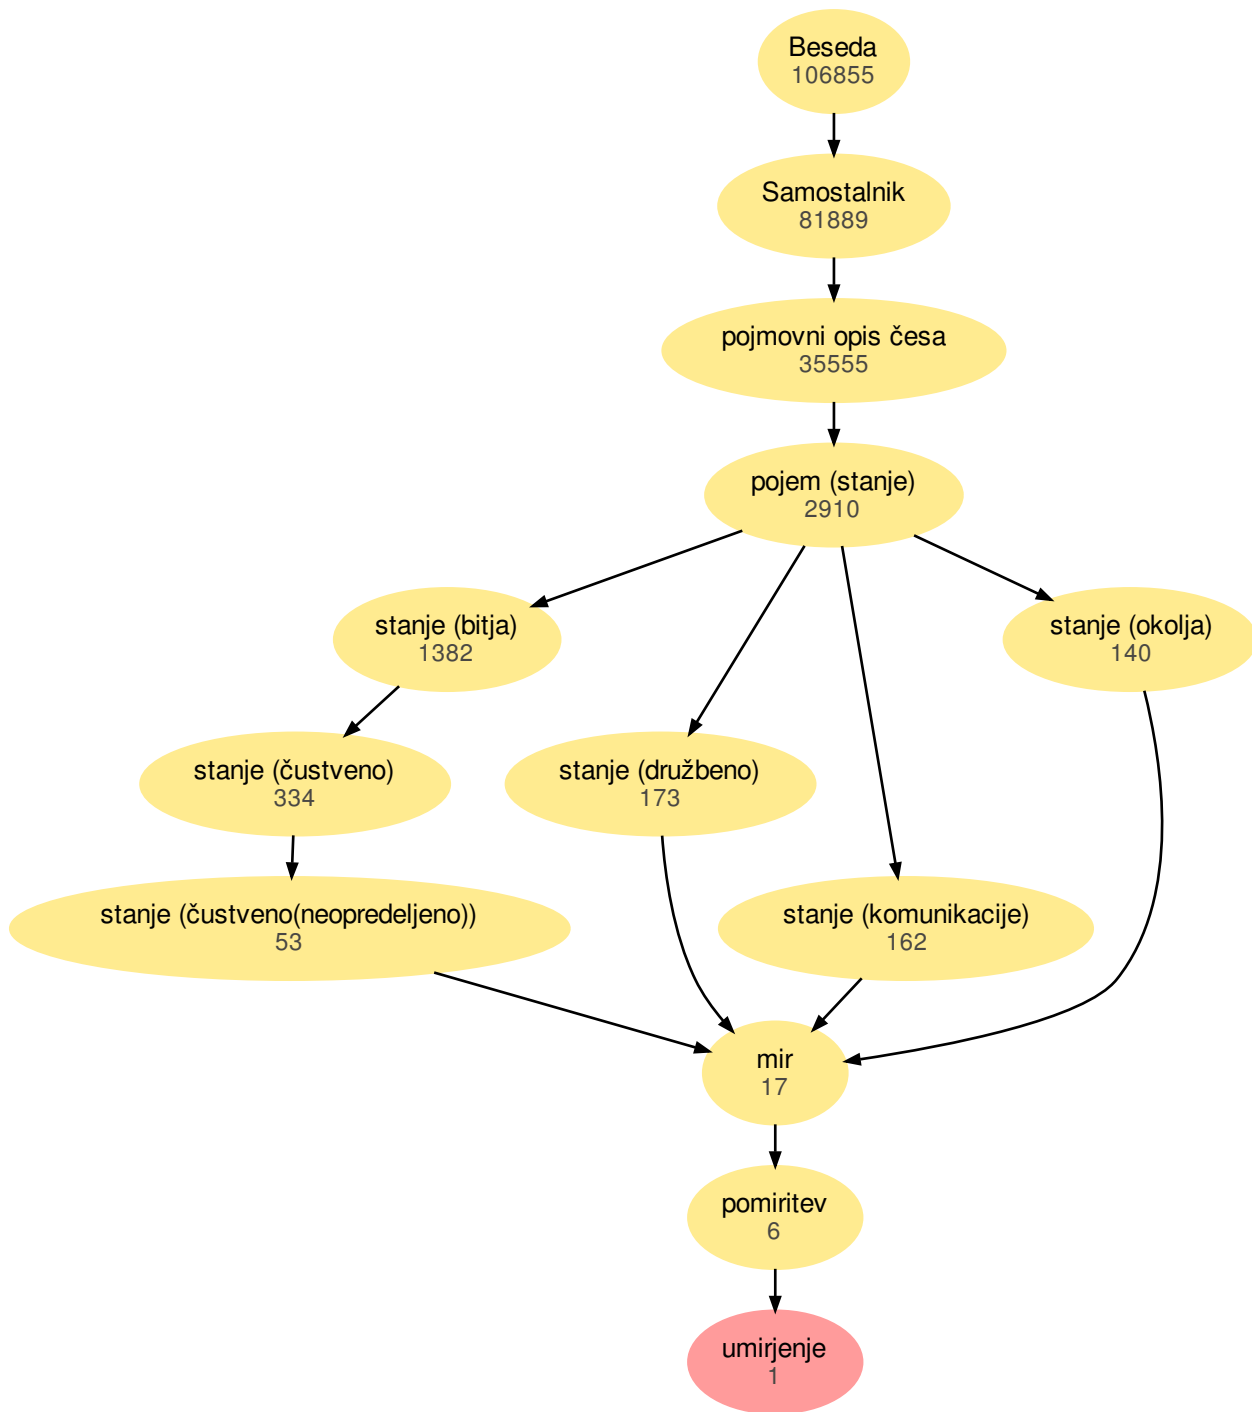 Beseda
106855
Samostalnik
81889
pojmovni opis česa
35555
pojem (stanje)
2910
stanje (bitja)
1382
stanje (okolja)
140
stanje (čustveno)
334
stanje (družbeno)
173
stanje (čustveno(neopredeljeno))
53
stanje (komunikacije)
162
mir
17
pomiritev
6
umirjenje
1